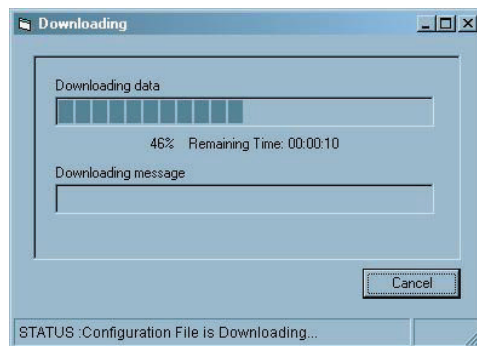 Downloading
Downloading data
46% Remaining Time: 00:00:10
Downloading message
Cancel
STATUS :Configuration File is Downloading...